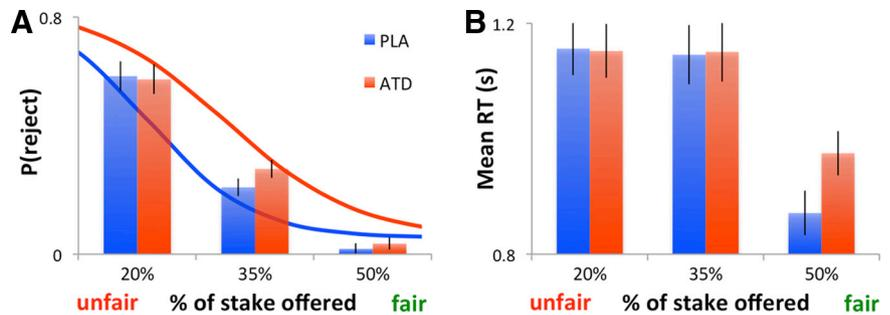 A
0.8
P(reject)
0
PLA
ATD
20% 35% 50%
unfair % of stake offered fair
B
1.2
Mean RT (s)
0.8
20% 35% 50%
unfair % of stake offered fair